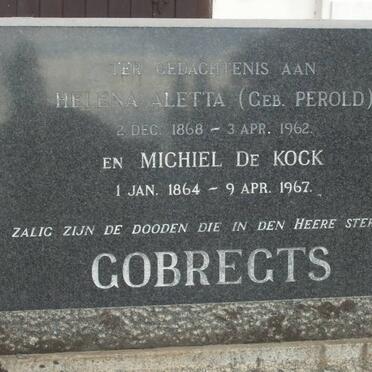 TER GEDACHTENIS AAN
HELENA ALETTA (GEB. PEROLD)
2 DEC. 1868 - 3 APR. 1962.
EN MICHIEL DE KOCK
1 JAN. 1864 - 9 APR. 1967.
ZALIG ZIJN DE DOODEN DIE IN DEN HEERE STER
GOBREGTS